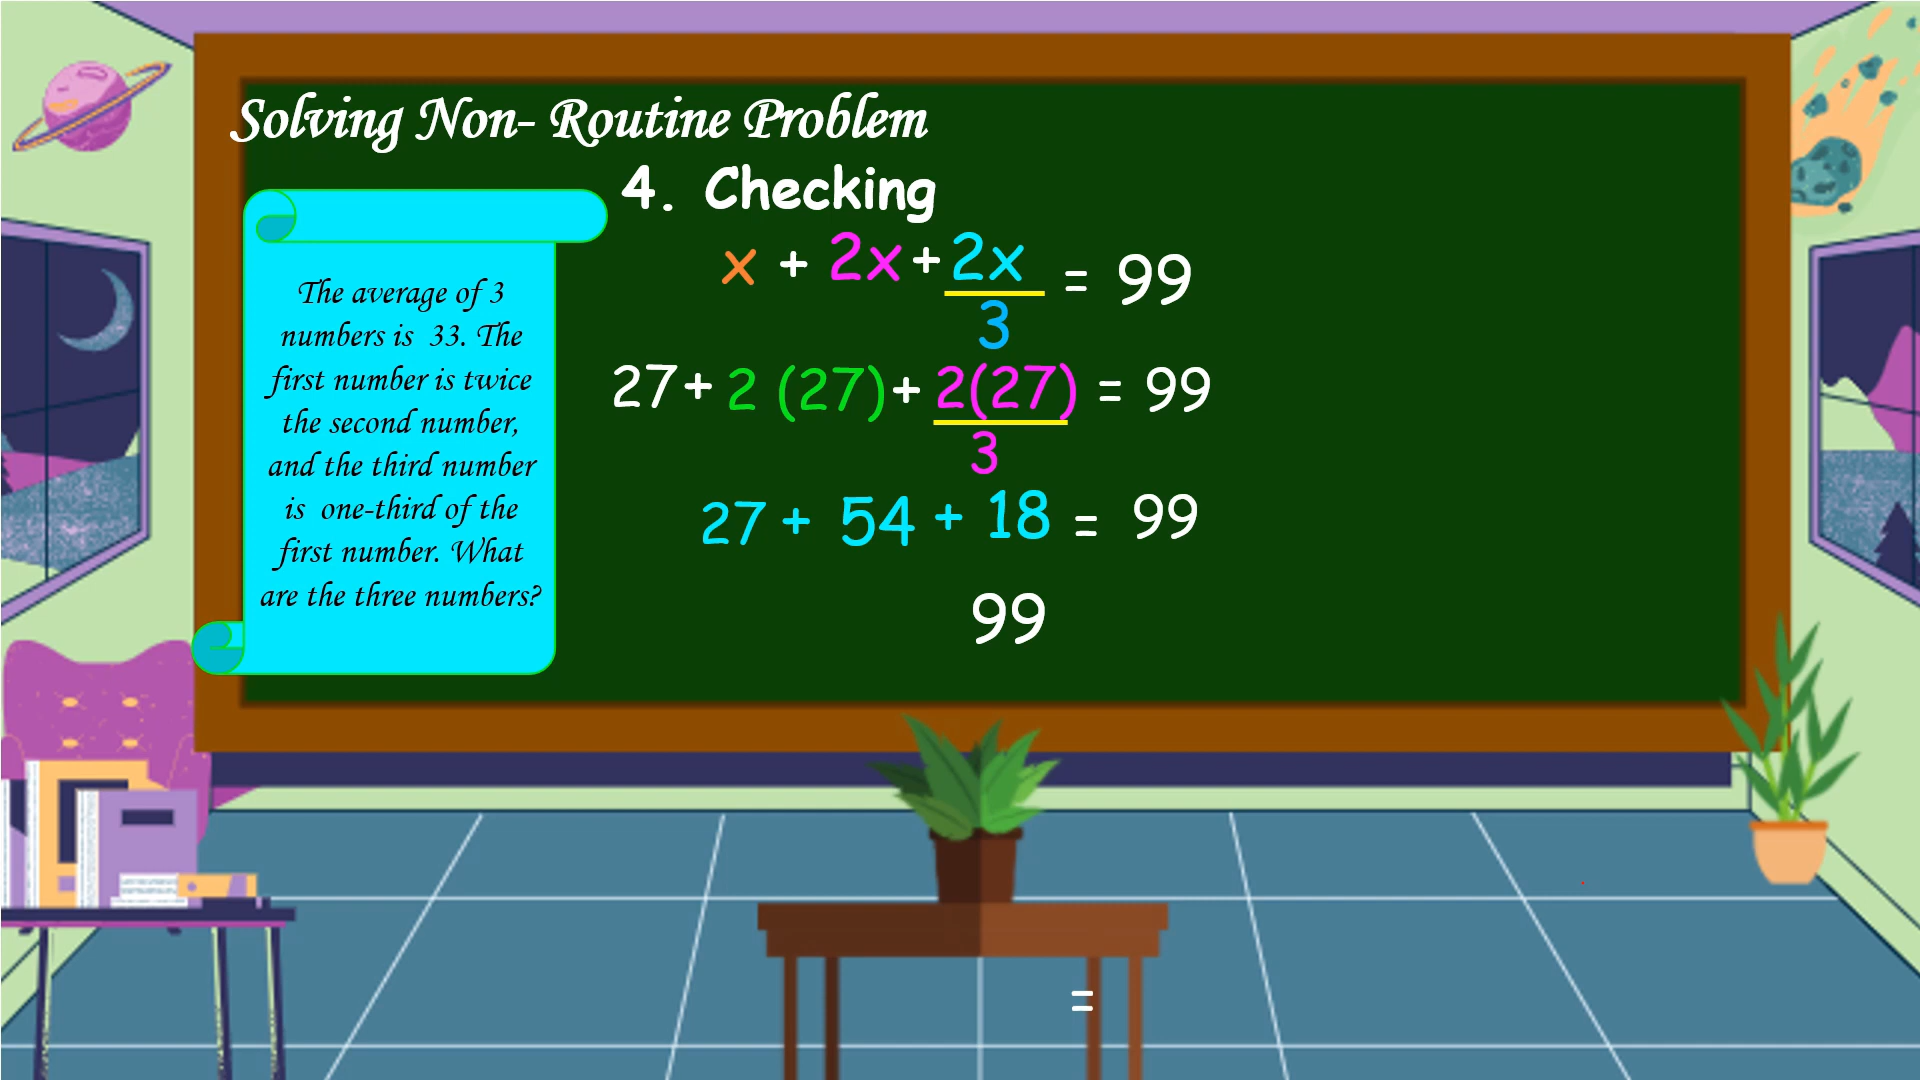 Solving Non- Routine Problem
4. Checking
The average of 3
numbers is 33. The
first number is twice
the second number,
and the third number
is one-third of the
first number. What
are the three numbers?
x + 2x + 2x = 99
3
27 + 2 (27) + 2(27) = 99
3
27 + 54 + 18 = 99
99
=